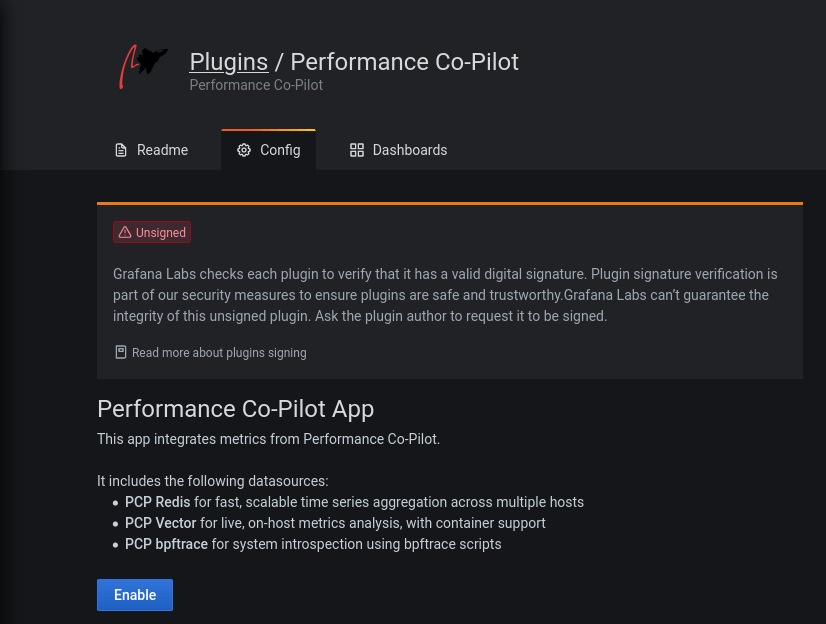 Plugins / Performance Co-Pilot
Performance Co-Pilot
Readme
Config
Dashboards
Unsigned
Grafana Labs checks each plugin to verify that it has a valid digital signature. Plugin signature verification is
part of our security measures to ensure plugins are safe and trustworthy.Grafana Labs can’t guarantee the
integrity of this unsigned plugin. Ask the plugin author to request it to be signed.
Read more about plugins signing
Performance Co-Pilot App
This app integrates metrics from Performance Co-Pilot.
It includes the following datasources:
• PCP Redis for fast, scalable time series aggregation across multiple hosts
• PCP Vector for live, on-host metrics analysis, with container support
• PCP bpftrace for system introspection using bpftrace scripts
Enable